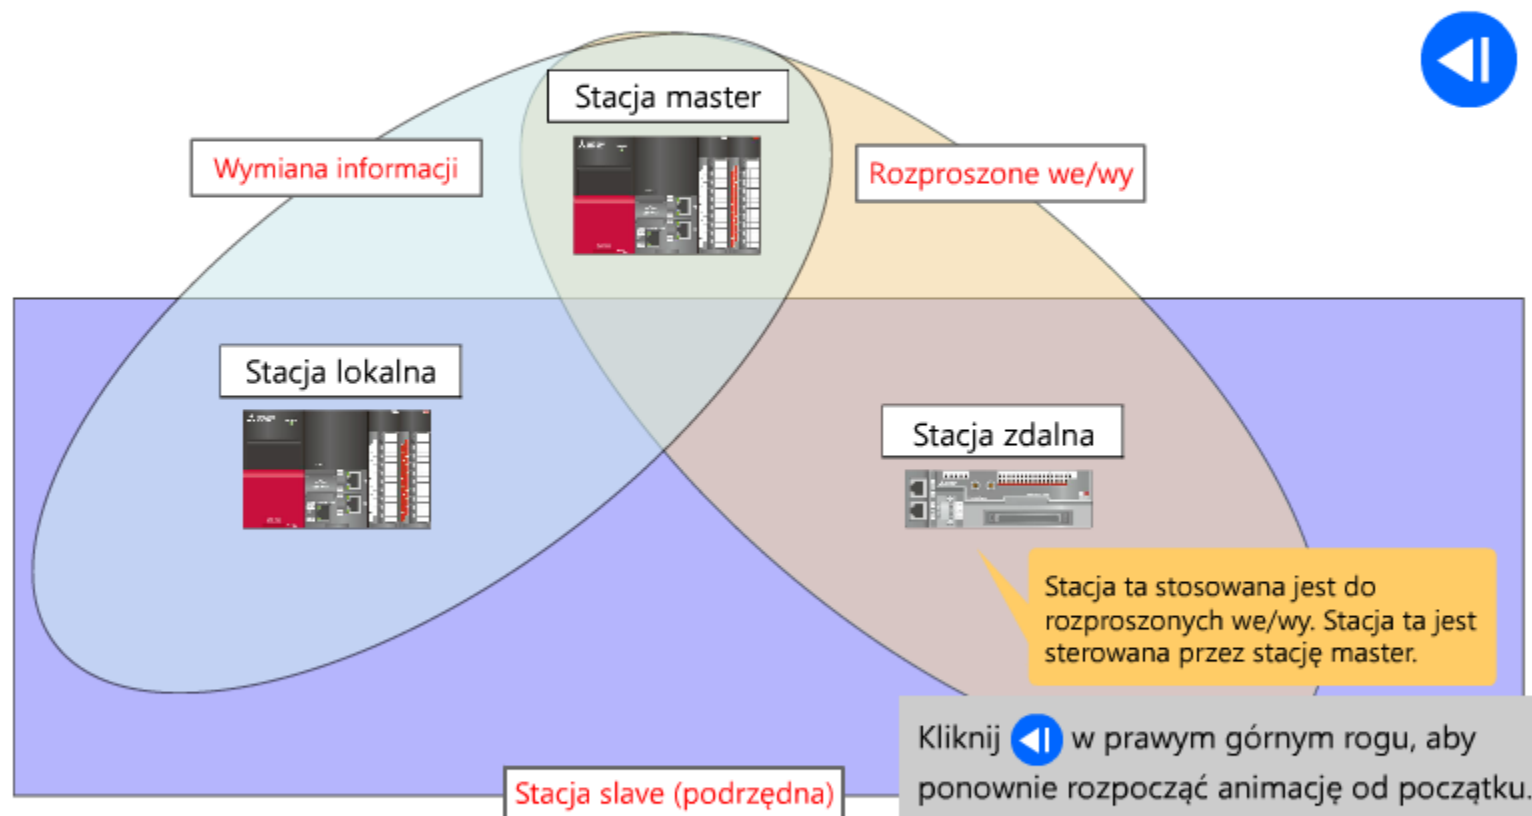 Stacja master
Wymiana informacji
Rozproszone we/wy
Stacja lokalna
Stacja zdalna
Stacja ta stosowana jest do
rozproszonych we/wy. Stacja ta jest
sterowana przez stację master.
Kliknij w prawym górnym rogu, aby
ponownie rozpocząć animację od początku.
Stacja slave (podrzędna)